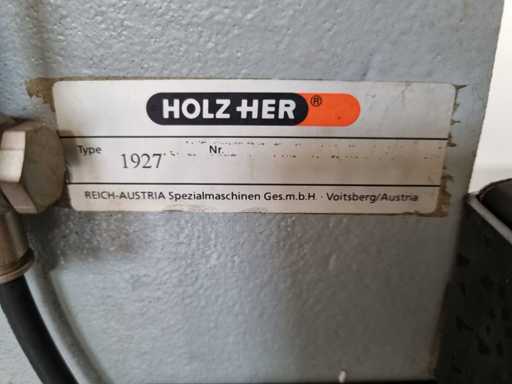 HOLZ-HER®
Type 1927 Nr.
REICH-AUSTRIA Spezialmaschinen Ges.m.b.H. · Voitsberg/Austria